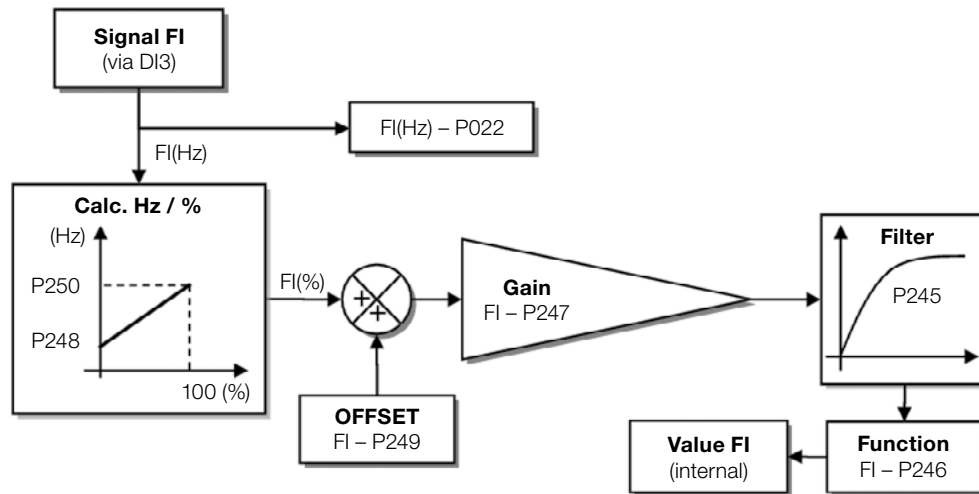 Signal FI
(via DI3)
FI(Hz) – P022
FI(Hz)
Calc. Hz / %
(Hz)
P250
P248
100 (%)
FI(%)
+
+
Gain
FI – P247
Filter
P245
OFFSET
FI – P249
Value FI
(internal)
Function
FI – P246